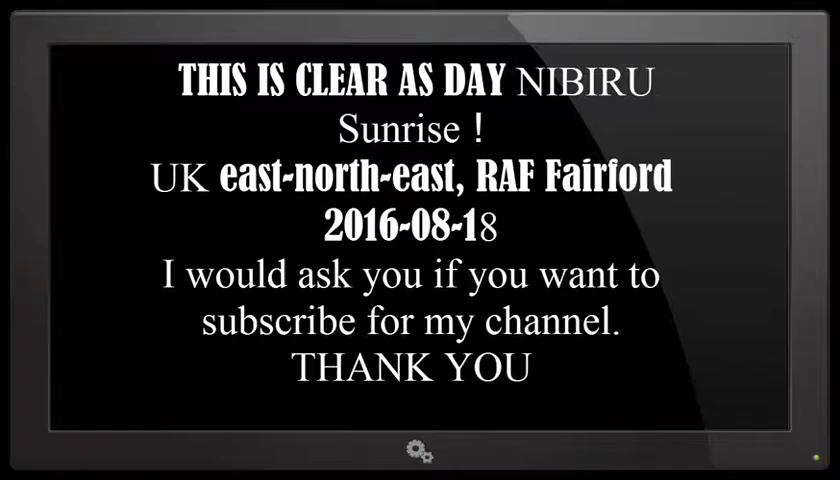 THIS IS CLEAR AS DAY NIBIRU
Sunrise !
UK east-north-east, RAF Fairford
2016-08-18
I would ask you if you want to
subscribe for my channel.
THANK YOU